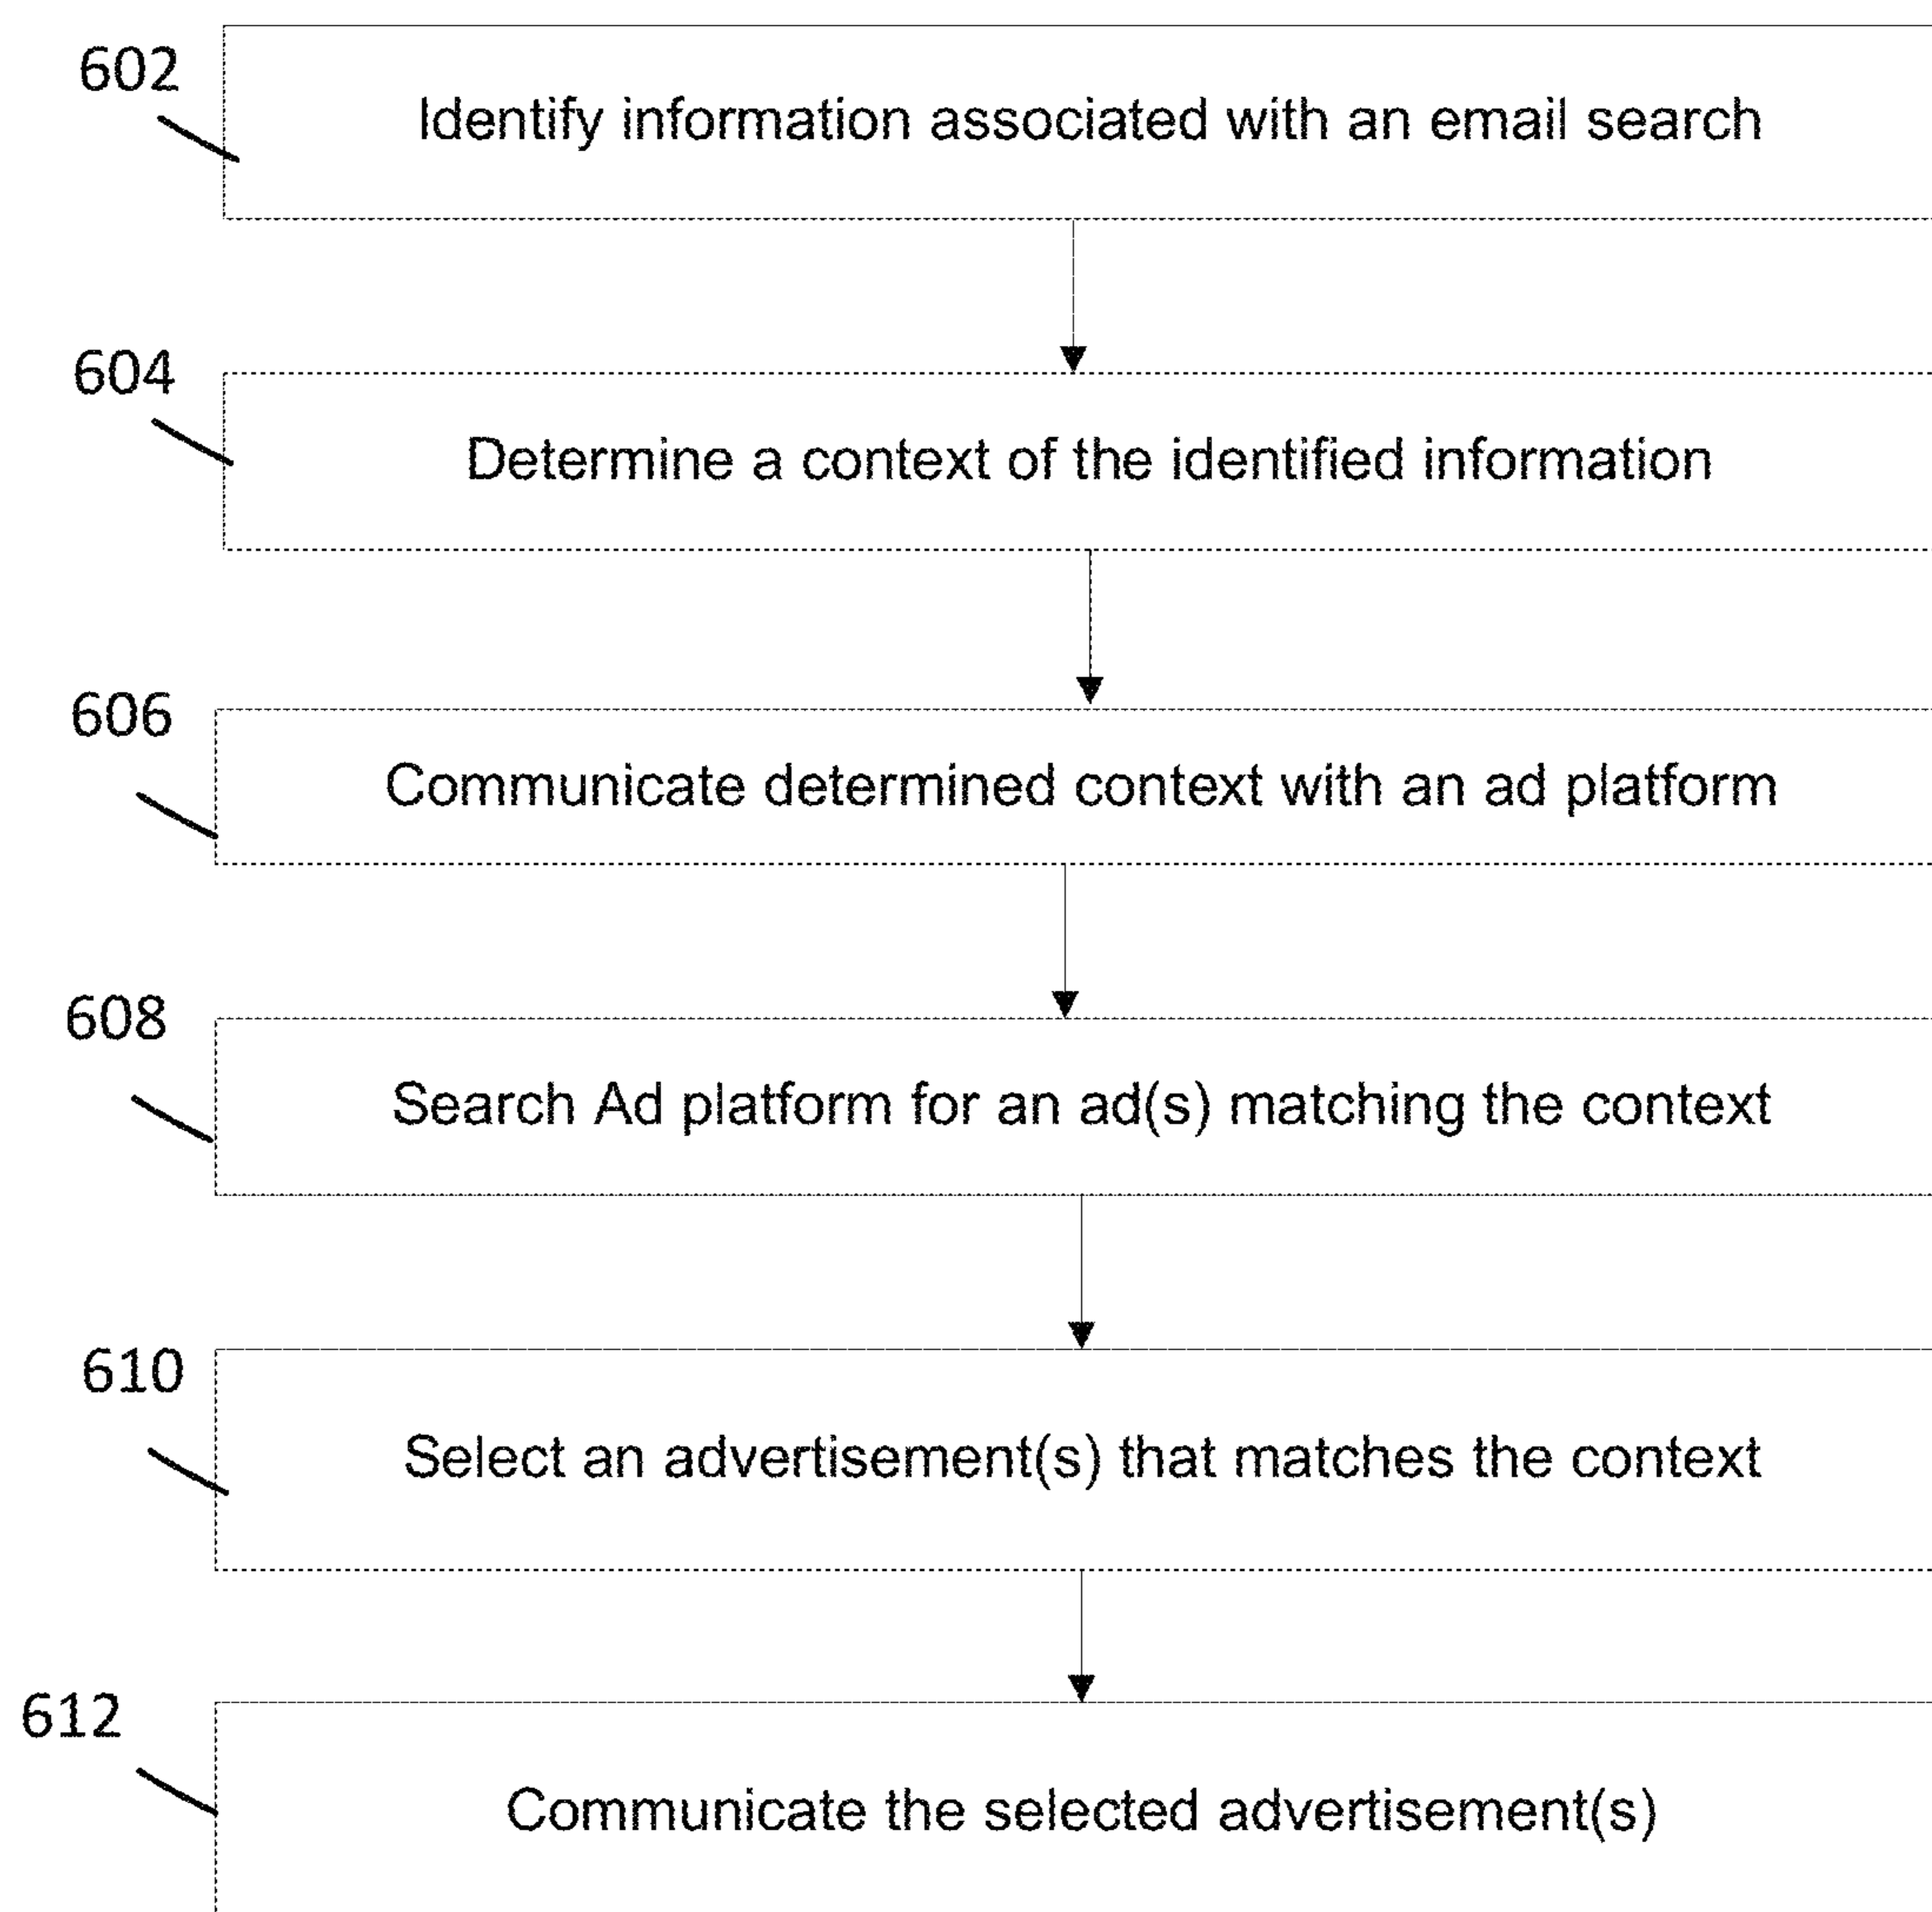 602
Identify information associated with an email search
604
Determine a context of the identified information
606
Communicate determined context with an ad platform
608
Search Ad platform for an ad(s) matching the context
610
Select an advertisement(s) that matches the context
612
Communicate the selected advertisement(s)